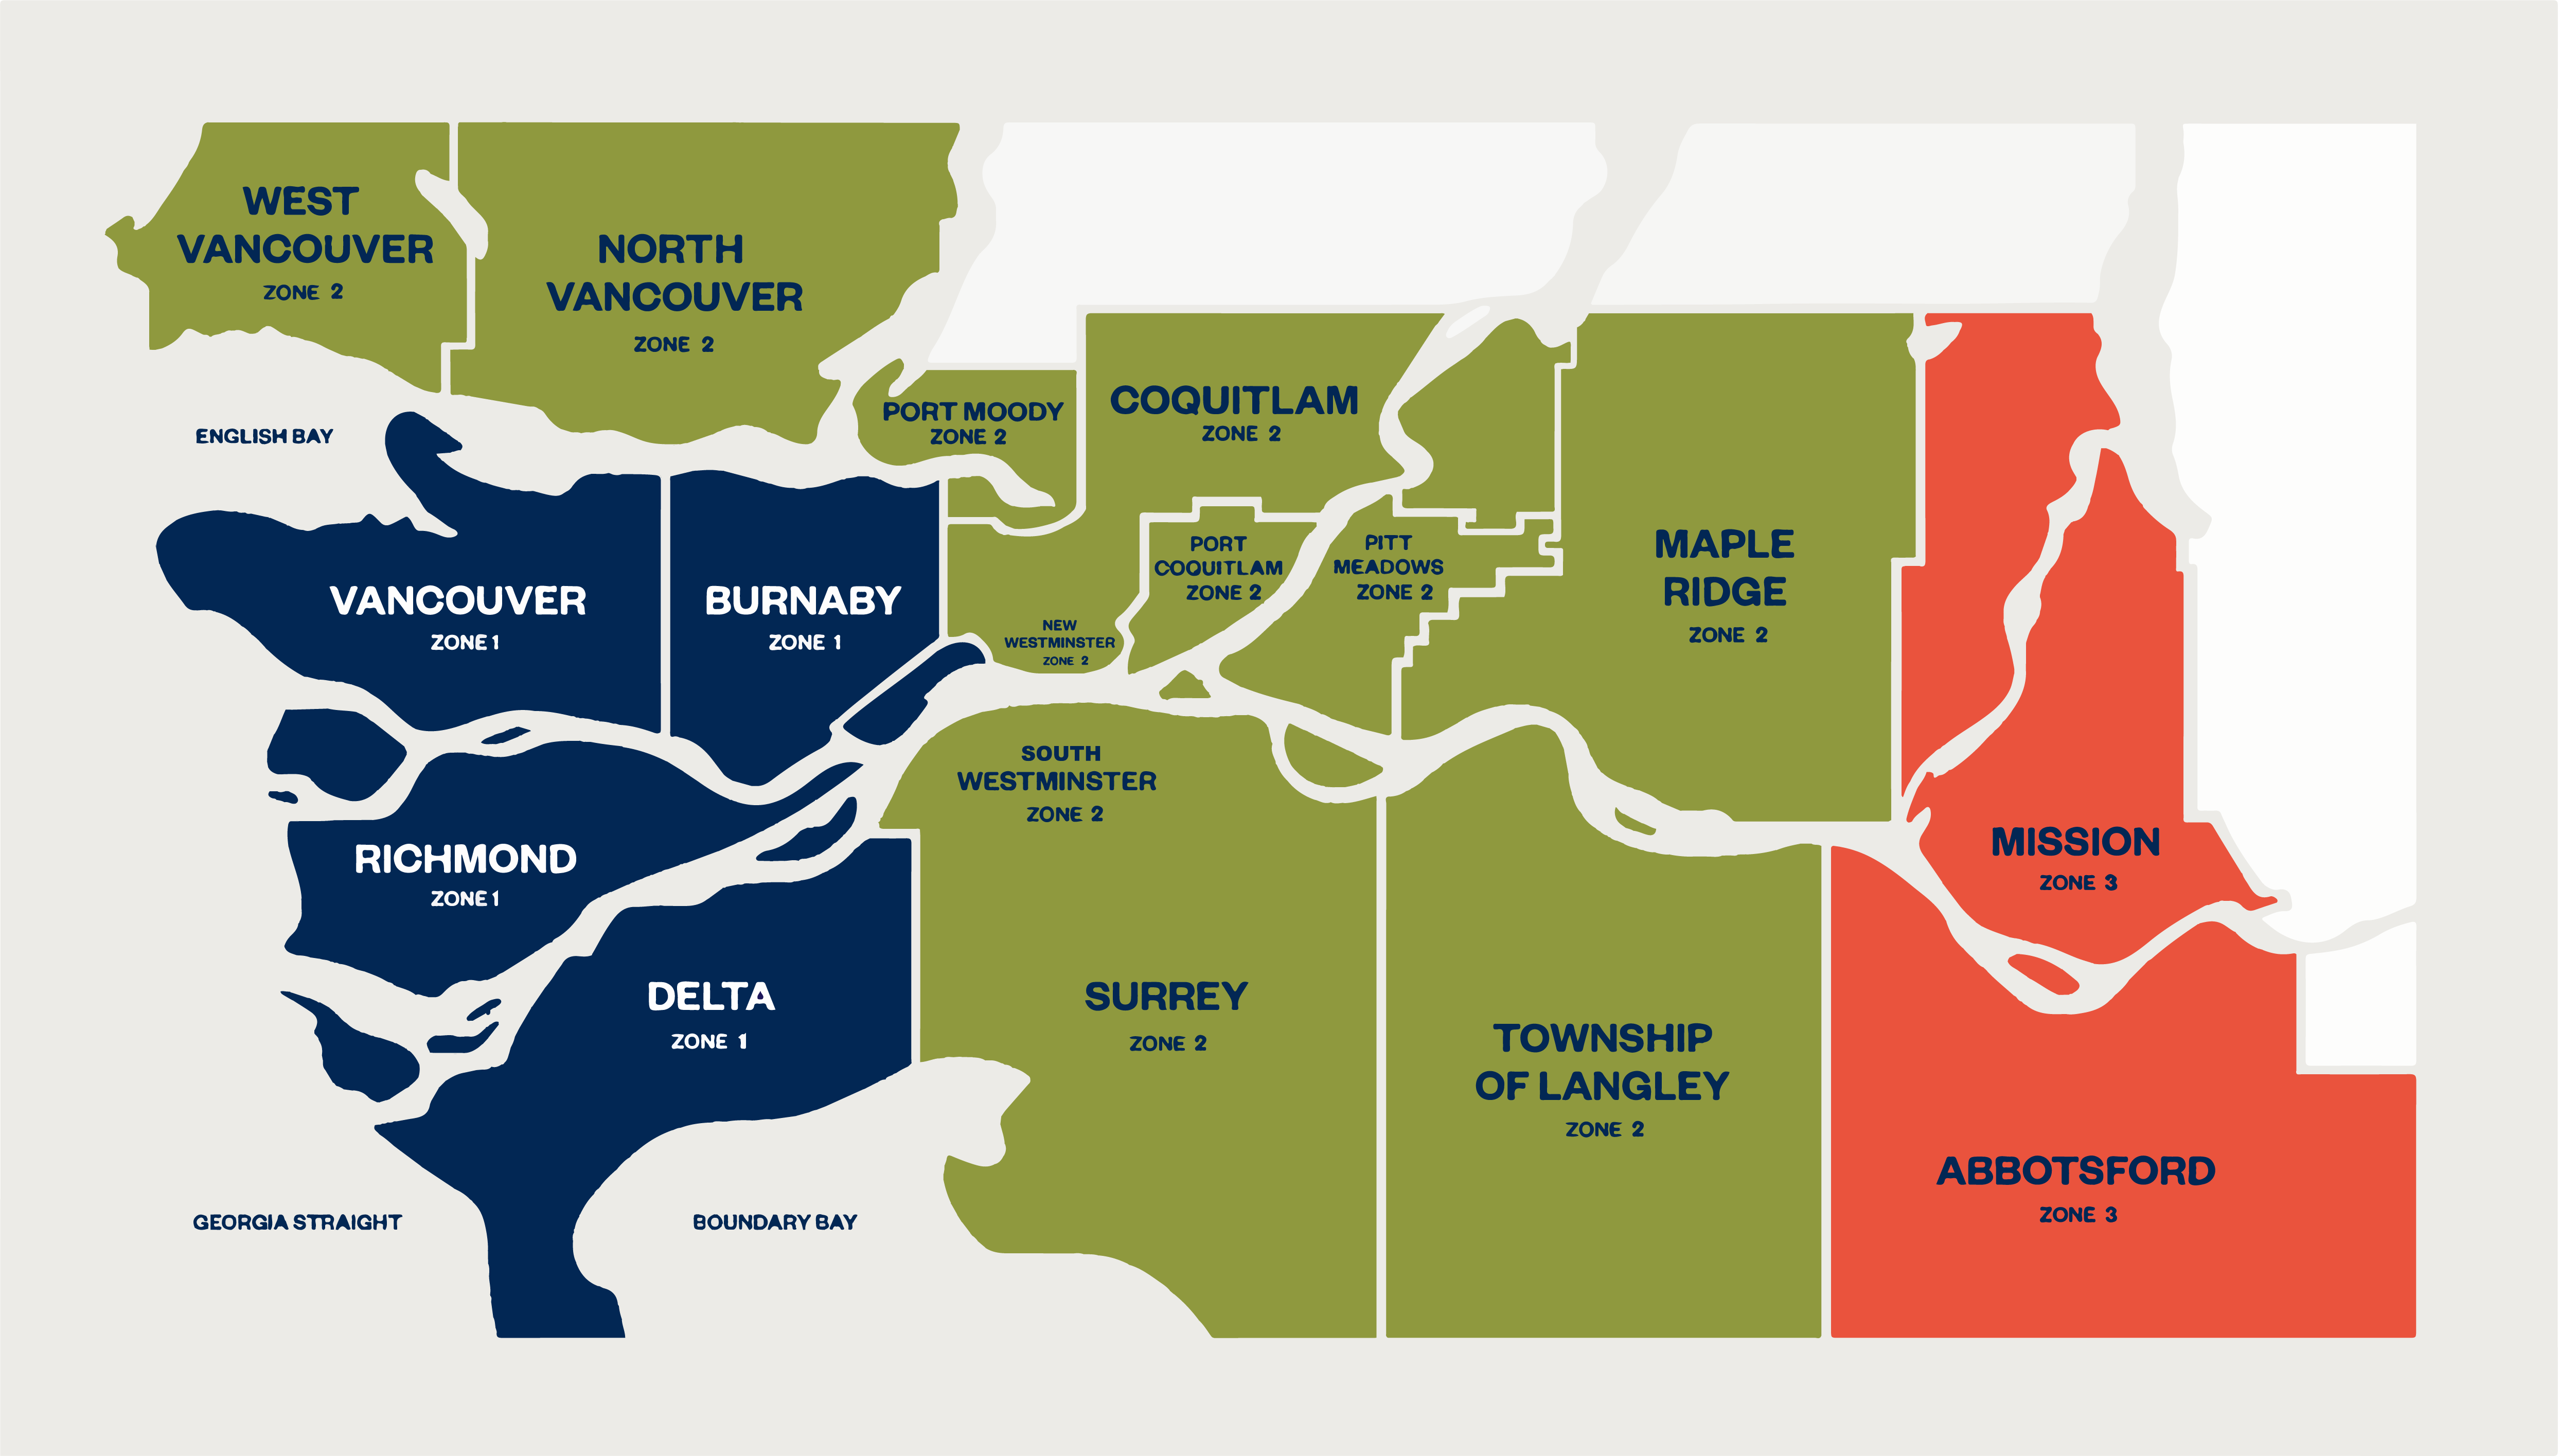 WEST
VANCOUVER
ZONE 2
NORTH
VANCOUVER
ZONE 2
ENGLISH BAY
PORT MOODY
ZONE 2
COQUITLAM
ZONE 2
VANCOUVER
ZONE 1
BURNABY
ZONE 1
NEW
WESTMINSTER
ZONE 2
PORT
COQUITLAM
ZONE 2
PITT
MEADOWS
ZONE 2
MAPLE
RIDGE
ZONE 2
SOUTH
WESTMINSTER
ZONE 2
RICHMOND
ZONE 1
MISSION
ZONE 3
DELTA
ZONE 1
SURREY
ZONE 2
TOWNSHIP
OF LANGLEY
ZONE 2
ABBOTSFORD
ZONE 3
GEORGIA STRAIGHT
BOUNDARY BAY